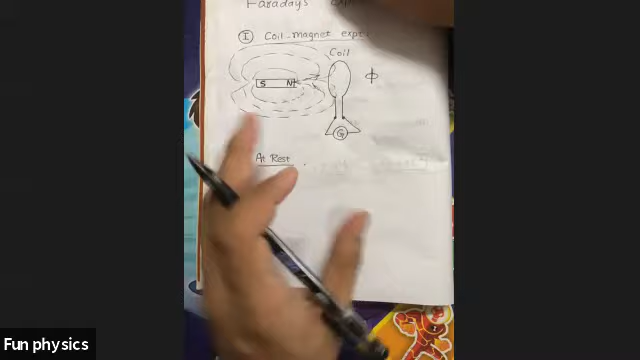 Faradays
I Coil-magnet expt
Coil
S N
ϕ
G
At Rest
Fun physics